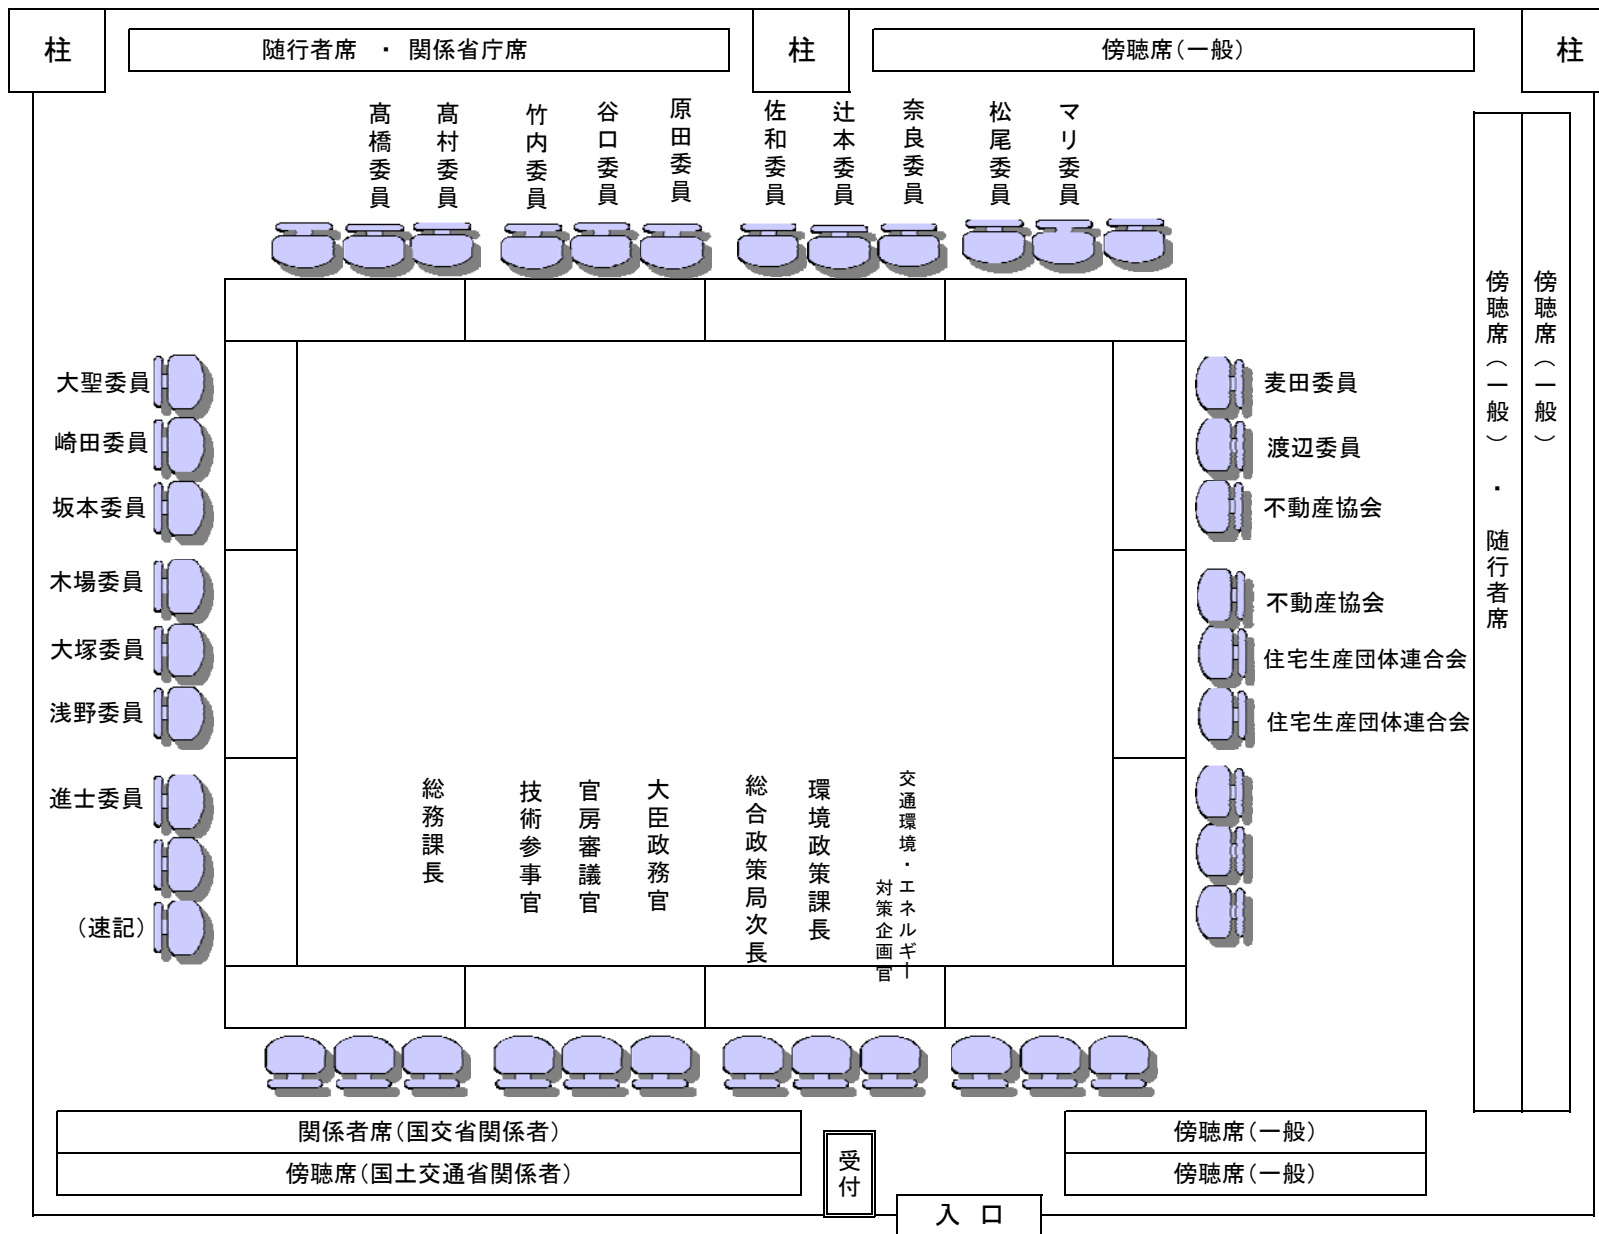 柱
随行者席 ・ 関係省庁席
柱
傍聴席(一般)
柱
髙橋委員
髙村委員
竹内委員
谷口委員
原田委員
佐和委員
辻本委員
奈良委員
松尾委員
マリ委員
大聖委員
崎田委員
坂本委員
木場委員
大塚委員
浅野委員
進士委員
(速記)
麦田委員
渡辺委員
不動産協会
不動産協会
住宅生産団体連合会
住宅生産団体連合会
傍聴席(一般) ・ 随行者席
傍聴席(一般)
総務課長
技術参事官
官房審議官
大臣政務官
総合政策局次長
環境政策課長
交通環境・エネルギー
対策企画官
関係者席(国交省関係者)
傍聴席(国土交通省関係者)
受付
傍聴席(一般)
傍聴席(一般)
入 口